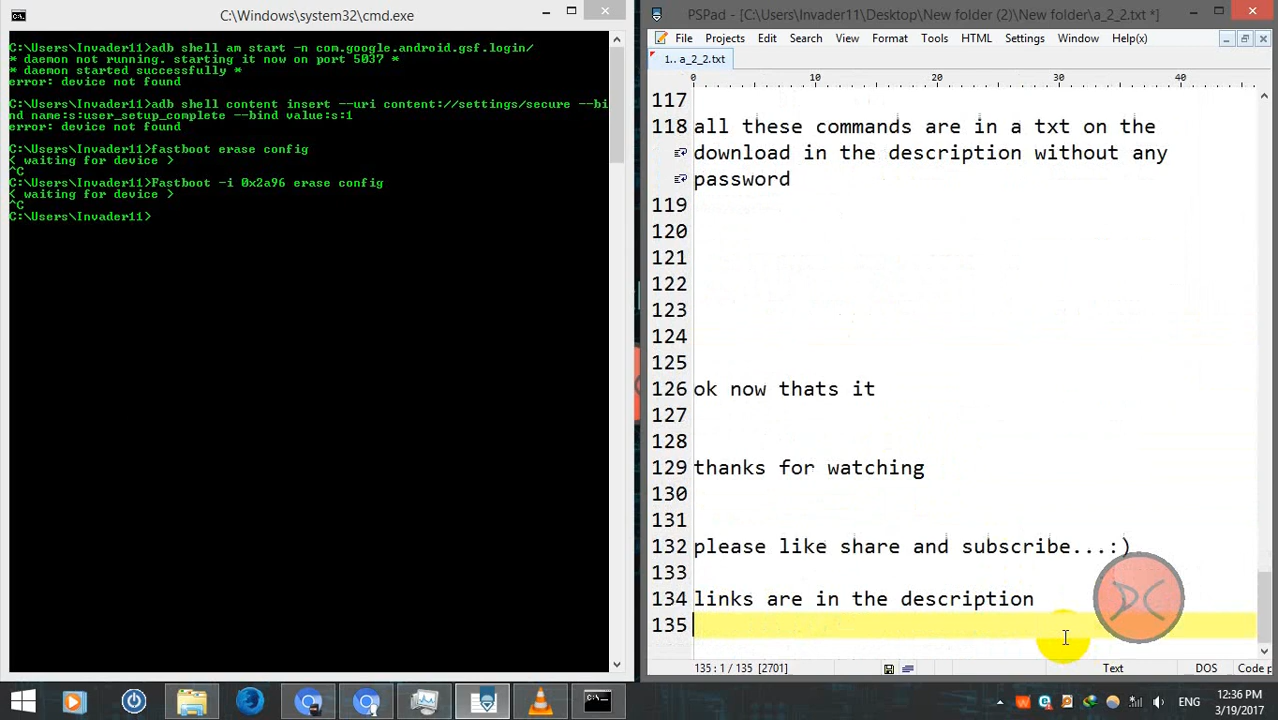 C:\Windows\system32\cmd.exe
C:\Users\Invader11>adb shell am start -n com.google.android.gsf.login/
* daemon not running. starting it now on port 5037 *
* daemon started successfully *
error: device not found
C:\Users\Invader11>adb shell content insert --uri content://settings/secure --bi
nd name:s:user_setup_complete --bind value:s:1
error: device not found
C:\Users\Invader11>fastboot erase config
< waiting for device >
^C
C:\Users\Invader11>Fastboot -i 0x2a96 erase config
< waiting for device >
^C
C:\Users\Invader11>
PSPad - [C:\Users\Invader11\Desktop\New folder (2)\New folder\a_2_2.txt *]
File Projects Edit Search View Format Tools HTML Settings Window Help(x)
1.. a_2_2.txt
0 10 20 30 40
117
118 all these commands are in a txt on the
download in the description without any
password
119
120
121
122
123
124
125
126 ok now thats it
127
128
129 thanks for watching
130
131
132 please like share and subscribe...:)
133
134 links are in the description
135
DC
135 : 1 / 135 [2701] Text DOS Code p
ENG
12:36 PM
3/19/2017